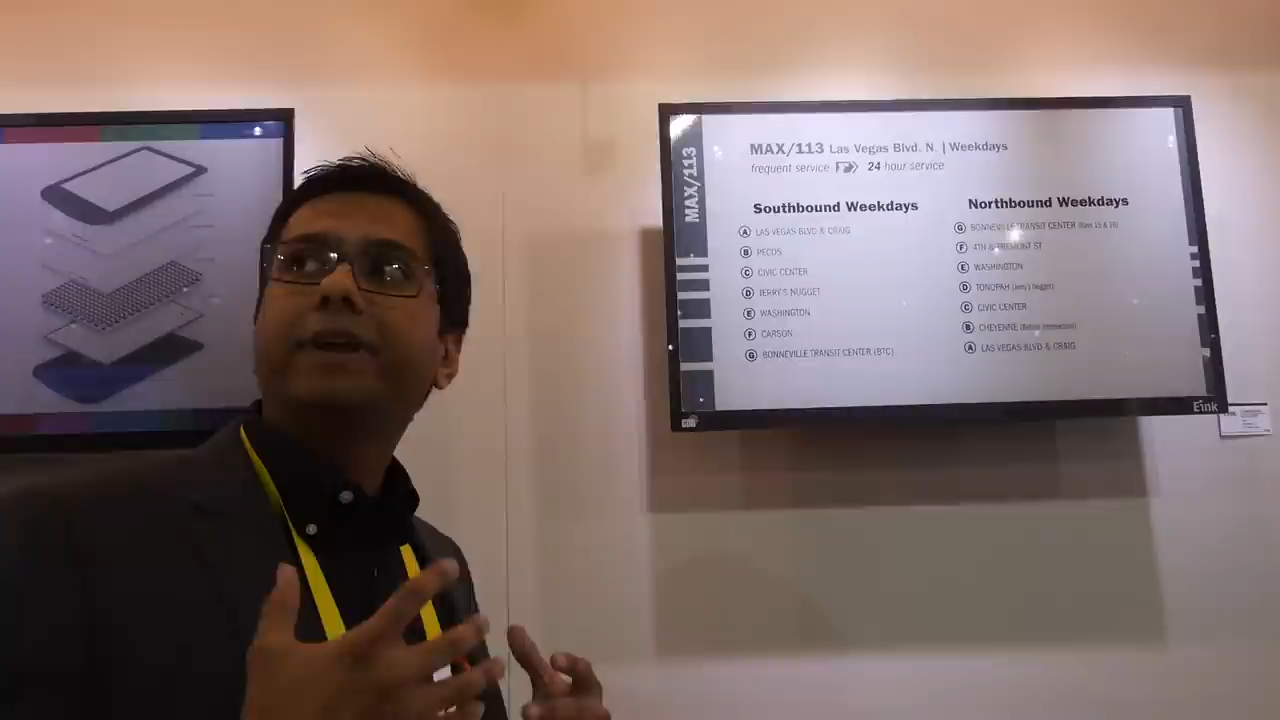 MAX/113
MAX/113 Las Vegas Blvd. N. | Weekdays
frequent service 24 hour service
Southbound Weekdays
A LAS VEGAS BLVD & CRAIG
B PECOS
C CIVIC CENTER
D JERRY'S NUGGET
E WASHINGTON
F CARSON
G BONNEVILLE TRANSIT CENTER (BTC)
Northbound Weekdays
G BONNEVILLE TRANSIT CENTER
F 4TH & FREMONT ST
E WASHINGTON
D TONOPAH (Jerry's Nugget)
C CIVIC CENTER
B CHEYENNE
A LAS VEGAS BLVD & CRAIG
E ink